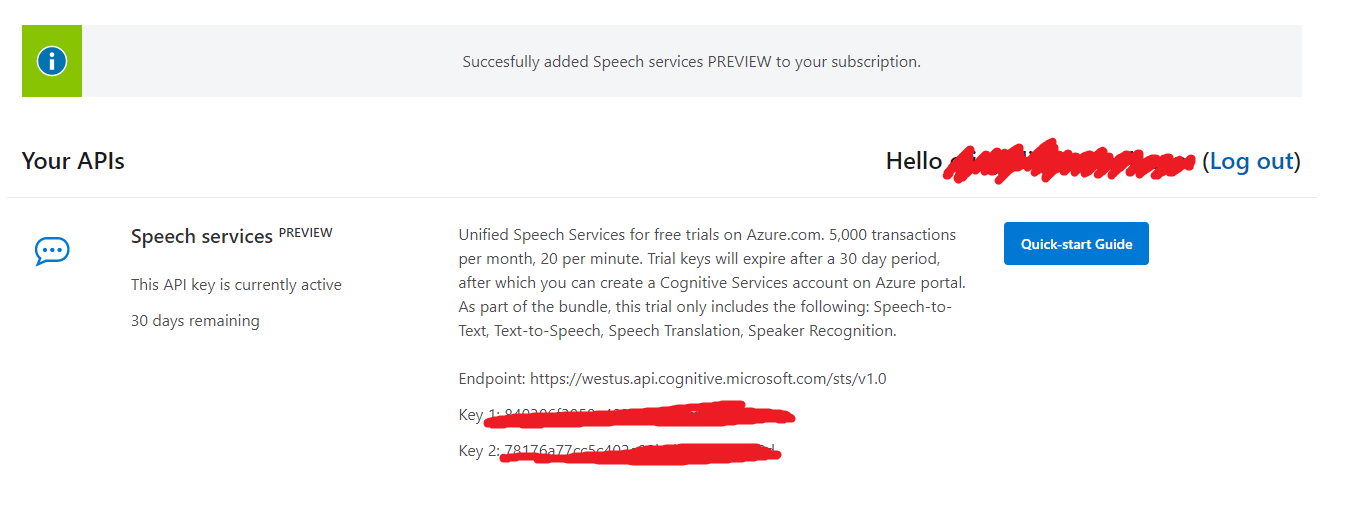 Succesfully added Speech services PREVIEW to your subscription.
Your APIs
Hello (Log out)
Speech services PREVIEW
This API key is currently active
30 days remaining
Unified Speech Services for free trials on Azure.com. 5,000 transactions
per month, 20 per minute. Trial keys will expire after a 30 day period,
after which you can create a Cognitive Services account on Azure portal.
As part of the bundle, this trial only includes the following: Speech-to-
Text, Text-to-Speech, Speech Translation, Speaker Recognition.
Endpoint: https://westus.api.cognitive.microsoft.com/sts/v1.0
Key 1:
Key 2:
Quick-start Guide